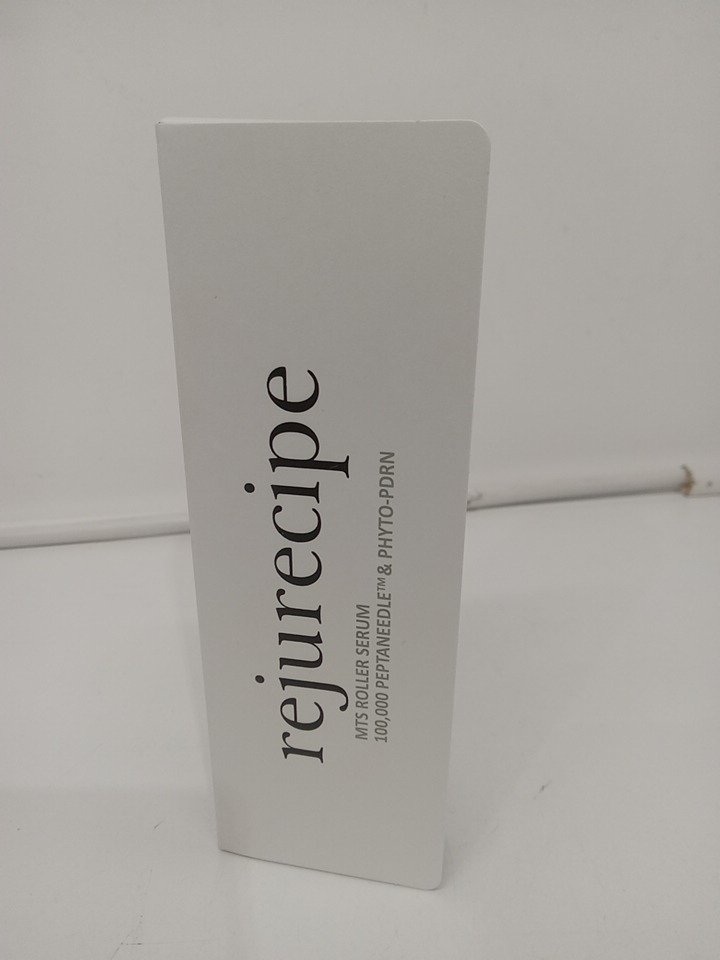 rejurecipe
MTS ROLLER SERUM
100,000 PEPTANEEDLE™ & PHYTO-PDRN